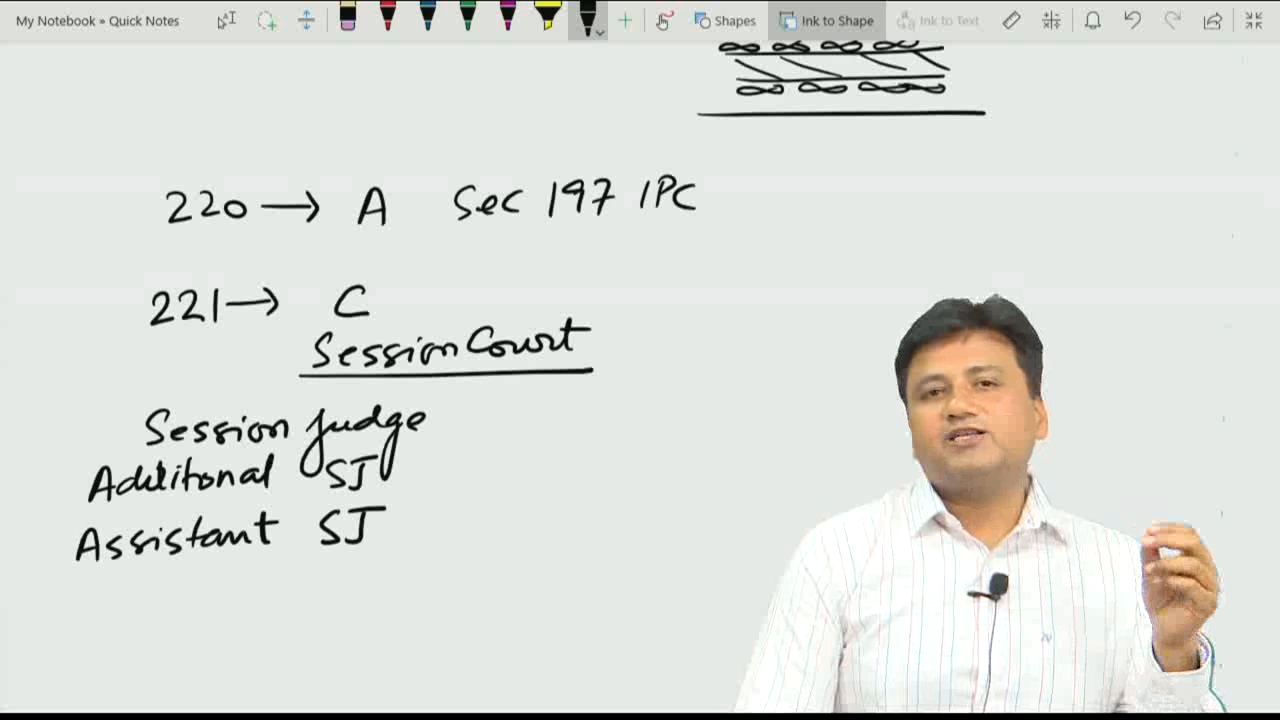 My Notebook » Quick Notes
Shapes
Ink to Shape
Ink to Text
220 → A Sec 197 IPC
221 → C
Session Court
Session Judge
Additonal SJ
Assistant SJ